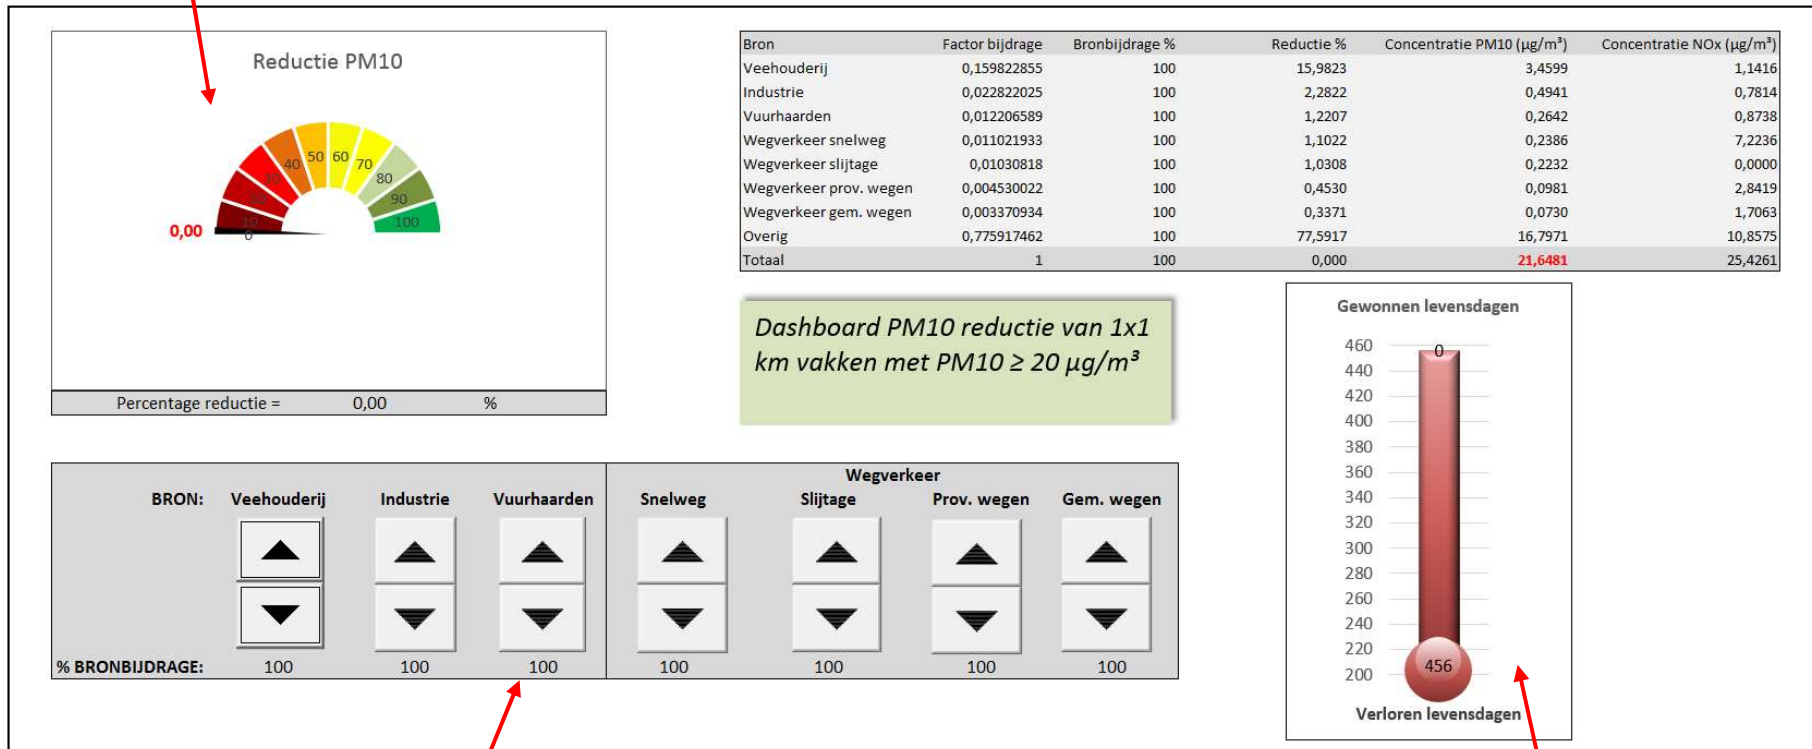 Reductie PM10
0 10 20 30 40 50 60 70 80 90 100
0,00
Percentage reductie = 0,00 %
Bron Factor bijdrage Bronbijdrage % Reductie % Concentratie PM10 (µg/m³) Concentratie NOx (µg/m³)
Veehouderij 0,159822855 100 15,9823 3,4599 1,1416
Industrie 0,022822025 100 2,2822 0,4941 0,7814
Vuurhaarden 0,012206589 100 1,2207 0,2642 0,8738
Wegverkeer snelweg 0,011021933 100 1,1022 0,2386 7,2236
Wegverkeer slijtage 0,01030818 100 1,0308 0,2232 0,0000
Wegverkeer prov. wegen 0,004530022 100 0,4530 0,0981 2,8419
Wegverkeer gem. wegen 0,003370934 100 0,3371 0,0730 1,7063
Overig 0,775917462 100 77,5917 16,7971 10,8575
Totaal 1 100 0,000 21,6481 25,4261
Dashboard PM10 reductie van 1x1
km vakken met PM10 ≥ 20 µg/m³
Gewonnen levensdagen
0
460
440
420
400
380
360
340
320
300
280
260
240
220
200
456
Verloren levensdagen
Wegverkeer
BRON: Veehouderij Industrie Vuurhaarden Snelweg Slijtage Prov. wegen Gem. wegen
% BRONBIJDRAGE: 100 100 100 100 100 100 100